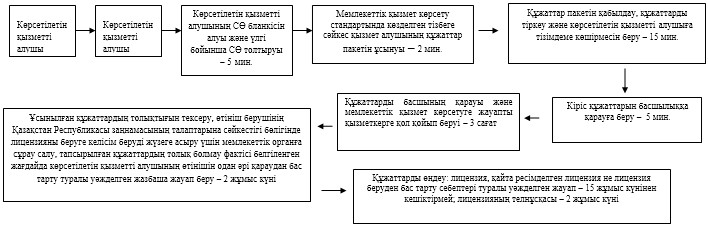 Көрсетілетін
қызметті
алушы
Көрсетілетін
қызметті
алушы
Көрсетілетін қызметті
алушының СӨ бланкісін
алуы және үлгі
бойынша СӨ толтыруы
– 5 мин.
Мемлекеттік қызмет көрсету
стандартында көзделген тізбеге
сәйкес қызмет алушының құжаттар
пакетін ұсынуы – 2 мин.
Құжаттар пакетін қабылдау, құжаттарды
тіркеу және көрсетілетін қызметті алушыға
тізімдеме көшірмесін беру – 15 мин.
Кіріс құжаттарын басшылыққа
қарауға беру – 5 мин.
Құжаттарды басшының қарауы және
мемлекеттік қызмет көрсетуге жауапты
қызметкерге қол қойып беруі – 3 сағат
Ұсынылған құжаттардың толықтығын тексеру, өтініш берушінің
Қазақстан Республикасы заңнамасының талаптарына сәйкестігі бөлігінде
лицензияны беруге келісім беруді жүзеге асыру үшін мемлекеттік органға
сұрау салу, тапсырылған құжаттардың толық болмау фактісі белгіленген
жағдайда көрсетілетін қызметті алушының өтінішін одан әрі қараудан бас
тарту туралы уәжделген жазбаша жауап беру – 2 жұмыс күні
Құжаттарды өңдеу: лицензия, қайта ресімделген лицензия не лицензия
беруден бас тарту себептері туралы уәжделген жауап – 15 жұмыс күнінен
кешіктірмей; лицензияның телнұсқасы – 2 жұмыс күні